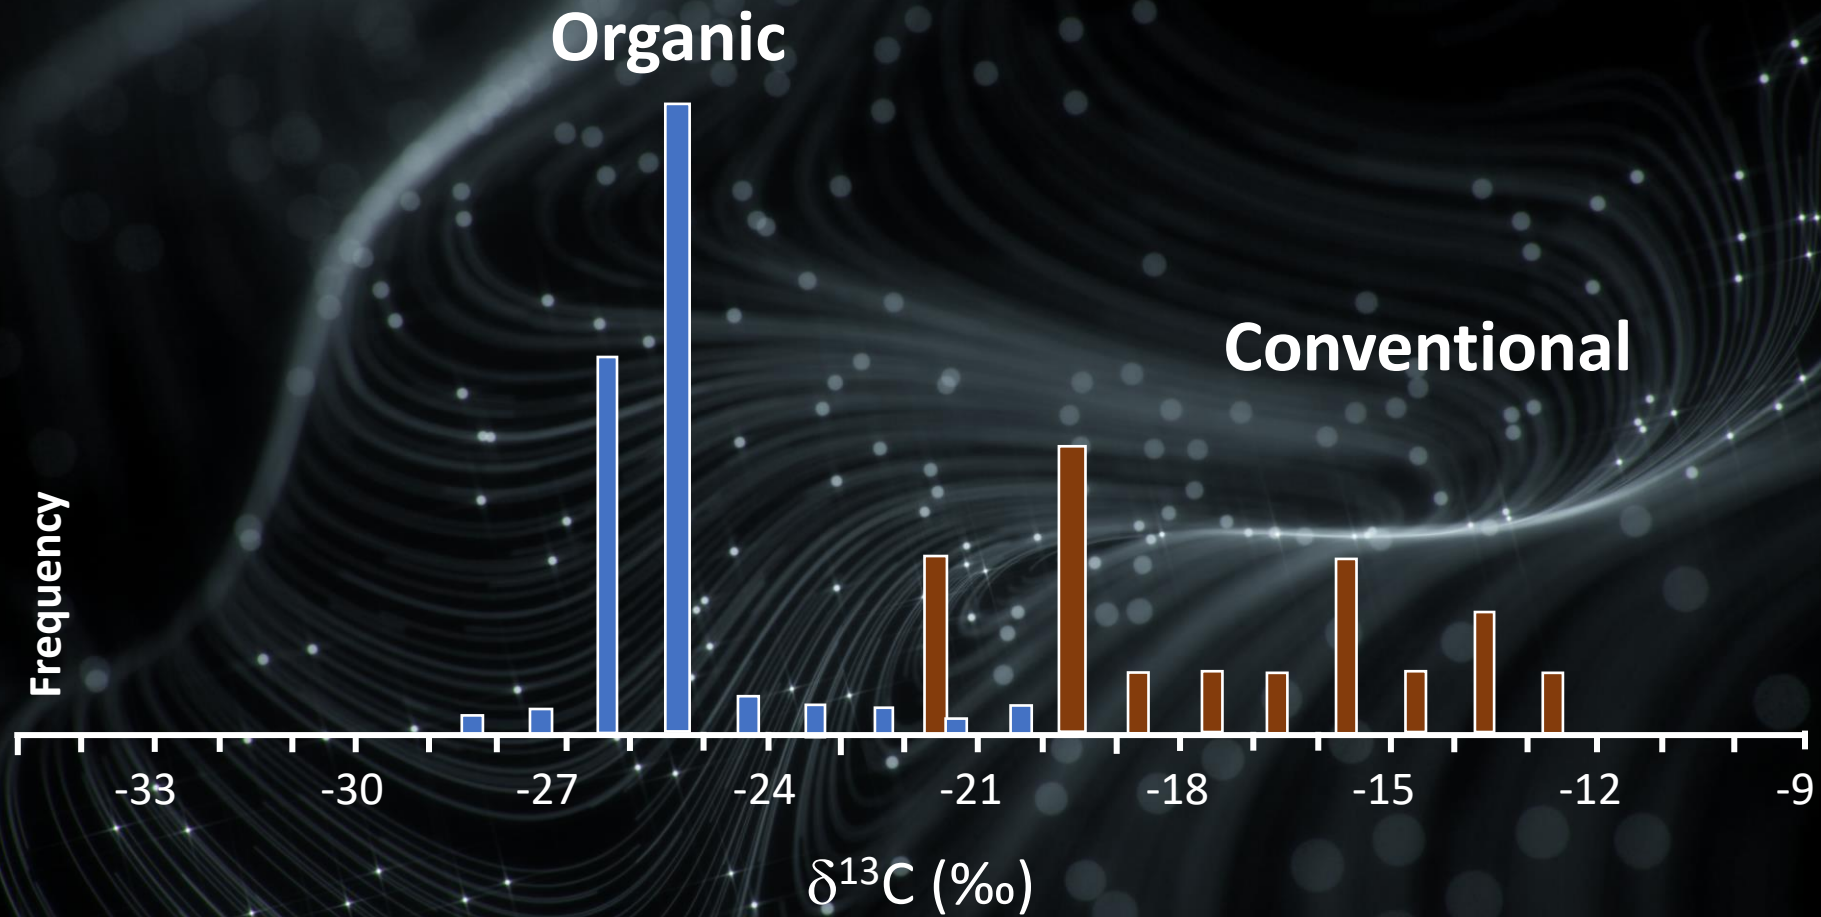 Organic
Conventional
Frequency
-33 -30 -27 -24 -21 -18 -15 -12 -9
δ¹³C (‰)